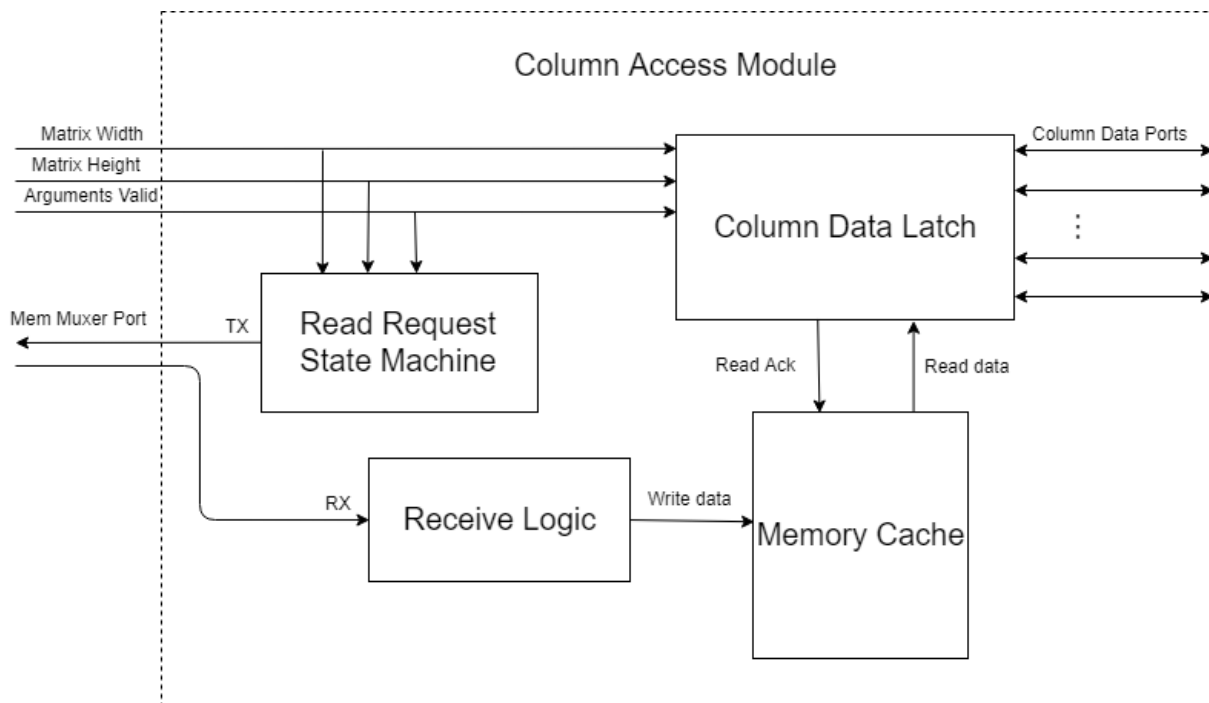 Column Access Module
Matrix Width
Column Data Ports
Matrix Height
Arguments Valid
Column Data Latch
⋮
Mem Muxer Port
TX
Read Request
State Machine
Read Ack
Read data
RX
Receive Logic
Write data
Memory Cache